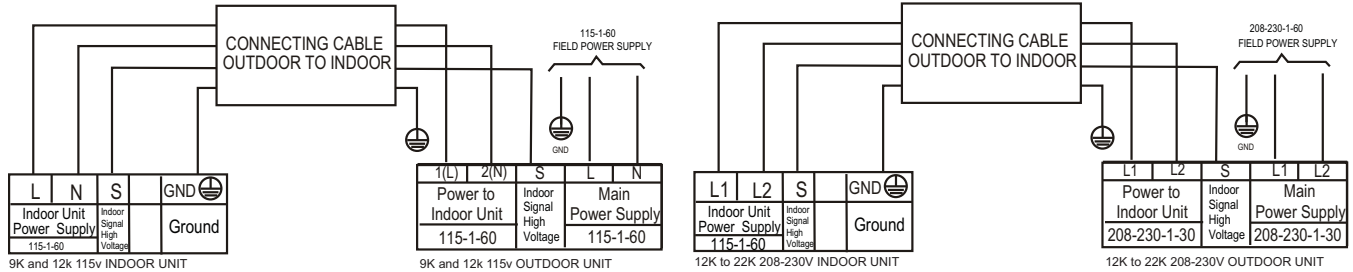 CONNECTING CABLE
OUTDOOR TO INDOOR
115-1-60
FIELD POWER SUPPLY
GND
L N S GND
Indoor Unit
Power Supply
115-1-60
Indoor
Signal
High
Voltage
Ground
9K and 12k 115v INDOOR UNIT
1(L) 2(N) S L N
Power to
Indoor Unit
115-1-60
Indoor
Signal
High
Voltage
Main
Power Supply
115-1-60
9K and 12k 115v OUTDOOR UNIT
CONNECTING CABLE
OUTDOOR TO INDOOR
208-230-1-60
FIELD POWER SUPPLY
GND
L1 L2 S GND
Indoor Unit
Power Supply
115-1-60
Indoor
Signal
High
Voltage
Ground
12K to 22K 208-230V INDOOR UNIT
L1 L2 S L1 L2
Power to
Indoor Unit
208-230-1-30
Indoor
Signal
High
Voltage
Main
Power Supply
208-230-1-30
12K to 22K 208-230V OUTDOOR UNIT